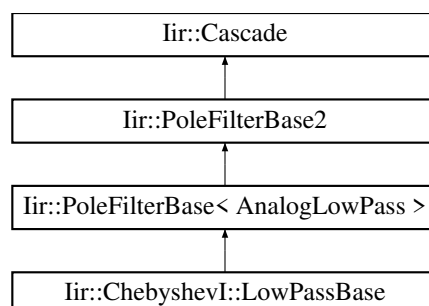 Iir::Cascade
Iir::PoleFilterBase2
Iir::PoleFilterBase< AnalogLowPass >
Iir::ChebyshevI::LowPassBase